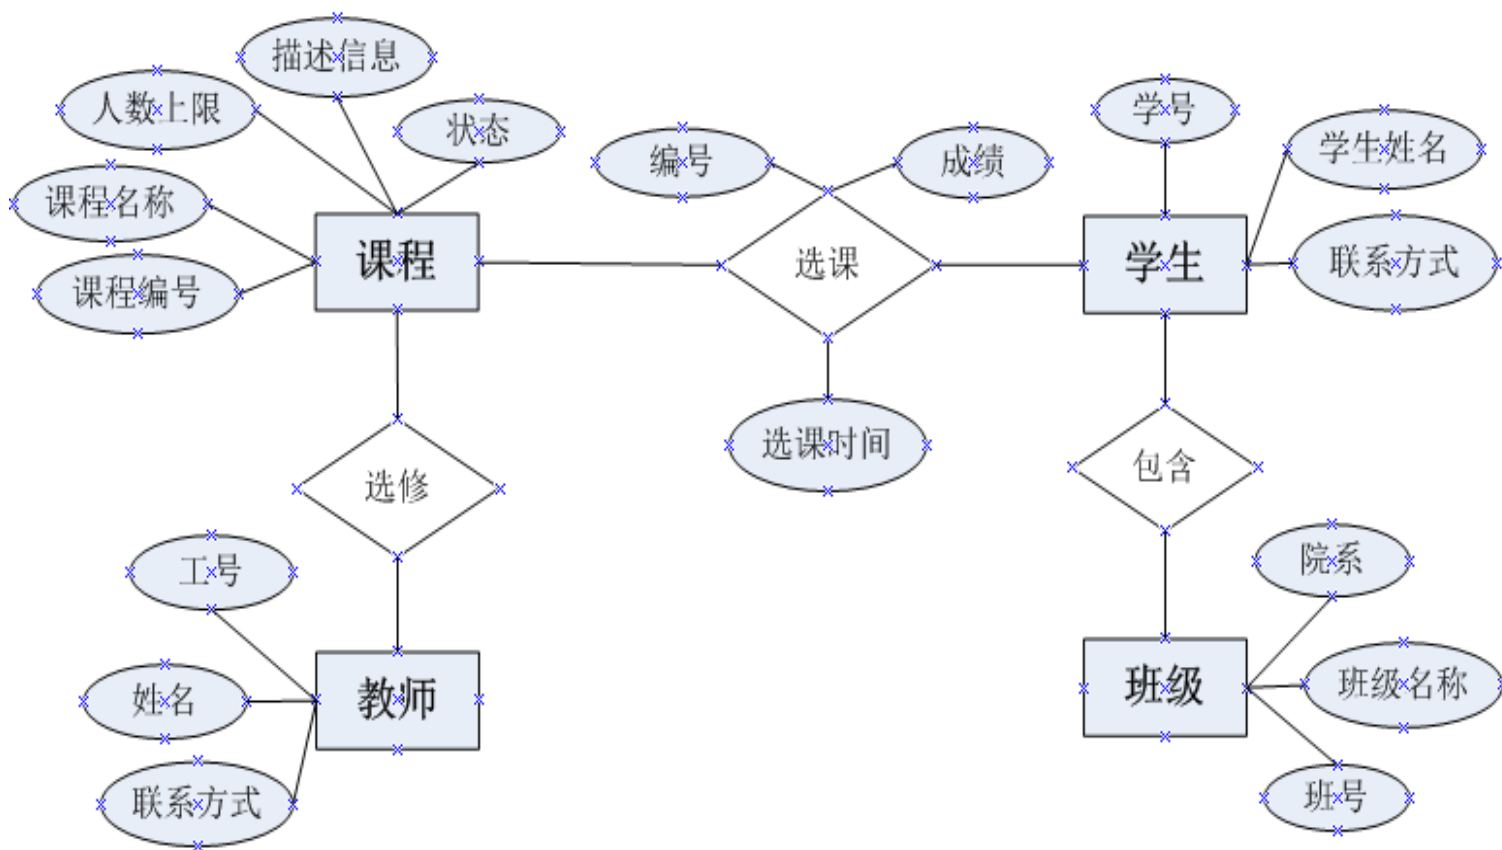 描述信息
人数上限
状态
学号
编号
成绩
学生姓名
课程名称
课程
选课
学生
联系方式
课程编号
选课时间
包含
选修
工号
院系
姓名
教师
班级
班级名称
联系方式
班号